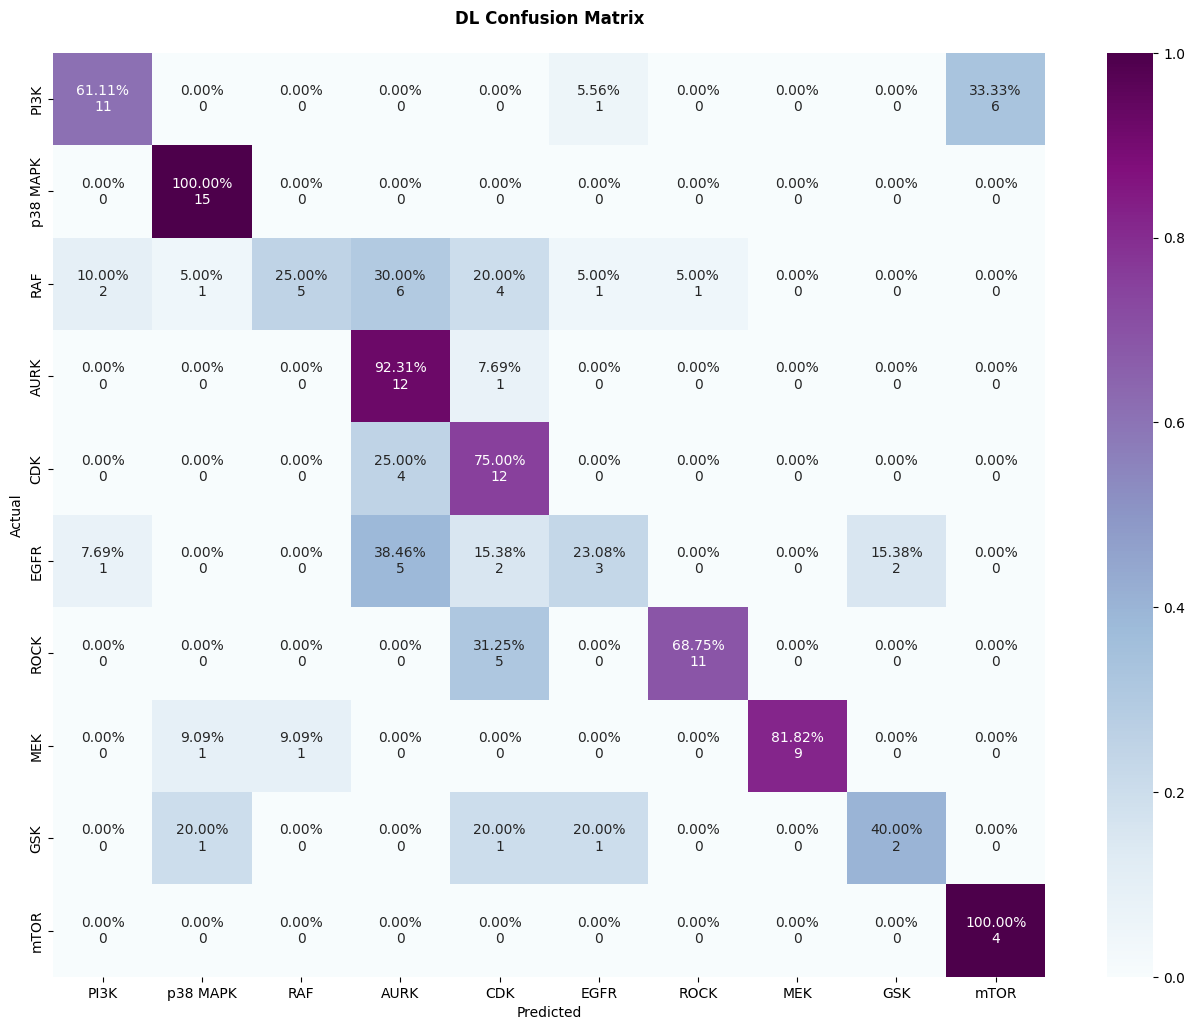 DL Confusion Matrix
PI3K
61.11% 0.00% 0.00% 0.00% 0.00% 5.56% 0.00% 0.00% 0.00% 33.33%
11 0 0 0 0 1 0 0 0 6
p38 MAPK
0.00% 100.00% 0.00% 0.00% 0.00% 0.00% 0.00% 0.00% 0.00% 0.00%
0 15 0 0 0 0 0 0 0 0
RAF
10.00% 5.00% 25.00% 30.00% 20.00% 5.00% 5.00% 0.00% 0.00% 0.00%
2 1 5 6 4 1 1 0 0 0
AURK
0.00% 0.00% 0.00% 92.31% 7.69% 0.00% 0.00% 0.00% 0.00% 0.00%
0 0 0 12 1 0 0 0 0 0
CDK
0.00% 0.00% 0.00% 25.00% 75.00% 0.00% 0.00% 0.00% 0.00% 0.00%
0 0 0 4 12 0 0 0 0 0
Actual
EGFR
7.69% 0.00% 0.00% 38.46% 15.38% 23.08% 0.00% 0.00% 15.38% 0.00%
1 0 0 5 2 3 0 0 2 0
ROCK
0.00% 0.00% 0.00% 0.00% 31.25% 0.00% 68.75% 0.00% 0.00% 0.00%
0 0 0 0 5 0 11 0 0 0
MEK
0.00% 9.09% 9.09% 0.00% 0.00% 0.00% 0.00% 81.82% 0.00% 0.00%
0 1 1 0 0 0 0 9 0 0
GSK
0.00% 20.00% 0.00% 0.00% 20.00% 20.00% 0.00% 0.00% 40.00% 0.00%
0 1 0 0 1 1 0 0 2 0
mTOR
0.00% 0.00% 0.00% 0.00% 0.00% 0.00% 0.00% 0.00% 0.00% 100.00%
0 0 0 0 0 0 0 0 0 4
PI3K p38 MAPK RAF AURK CDK EGFR ROCK MEK GSK mTOR
Predicted
1.0
0.8
0.6
0.4
0.2
0.0